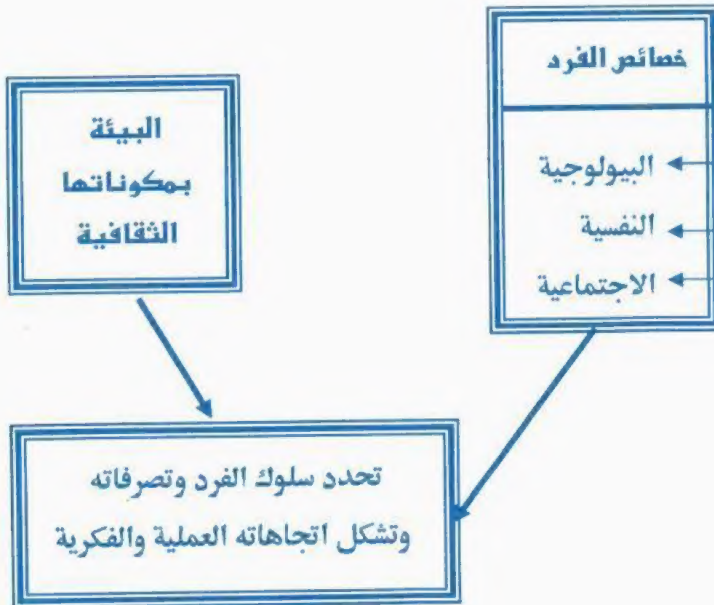 خصائص الفرد
البيولوجية
النفسية
الاجتماعية
البيئة
بمكوناتها
الثقافية
تحدد سلوك الفرد وتصرفاته
وتشكل اتجاهاته العملية والفكرية